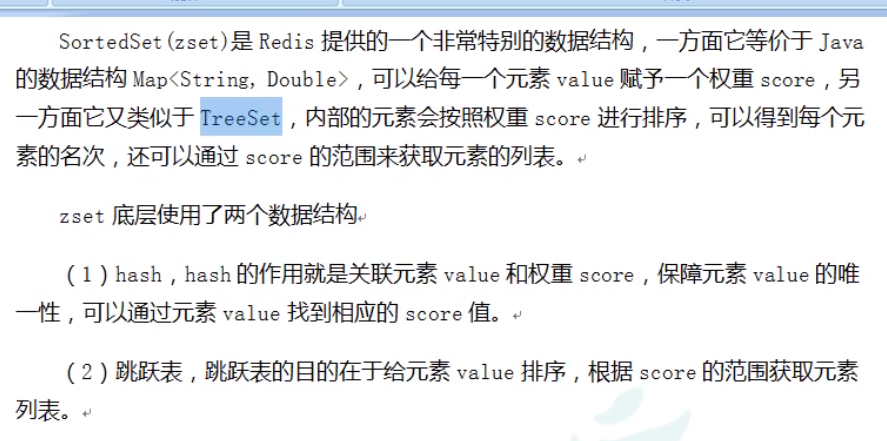 SortedSet(zset)是 Redis 提供的一个非常特别的数据结构，一方面它等价于 Java
的数据结构 Map<String, Double>，可以给每一个元素 value 赋予一个权重 score，另
一方面它又类似于 TreeSet，内部的元素会按照权重 score 进行排序，可以得到每个元
素的名次，还可以通过 score 的范围来获取元素的列表。
zset 底层使用了两个数据结构
（1）hash，hash 的作用就是关联元素 value 和权重 score，保障元素 value 的唯
一性，可以通过元素 value 找到相应的 score 值。
（2）跳跃表，跳跃表的目的在于给元素 value 排序，根据 score 的范围获取元素
列表。